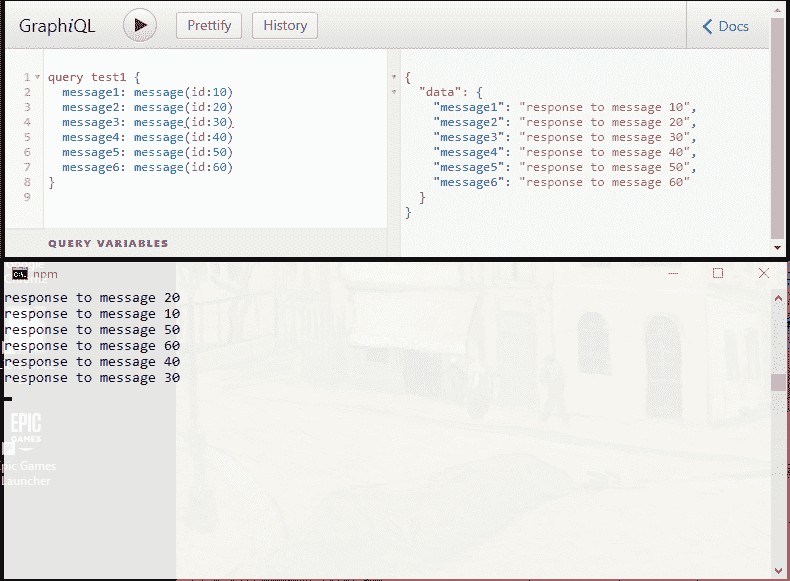 GraphiQL Prettify History Docs
1 query test1 {
2 message1: message(id:10)
3 message2: message(id:20)
4 message3: message(id:30)
5 message4: message(id:40)
6 message5: message(id:50)
7 message6: message(id:60)
8 }
9
{
"data": {
"message1": "response to message 10",
"message2": "response to message 20",
"message3": "response to message 30",
"message4": "response to message 40",
"message5": "response to message 50",
"message6": "response to message 60"
}
}
QUERY VARIABLES
C:\. npm
response to message 20
response to message 10
response to message 50
response to message 60
response to message 40
response to message 30
EPIC
GAMES
pic Games
Launcher